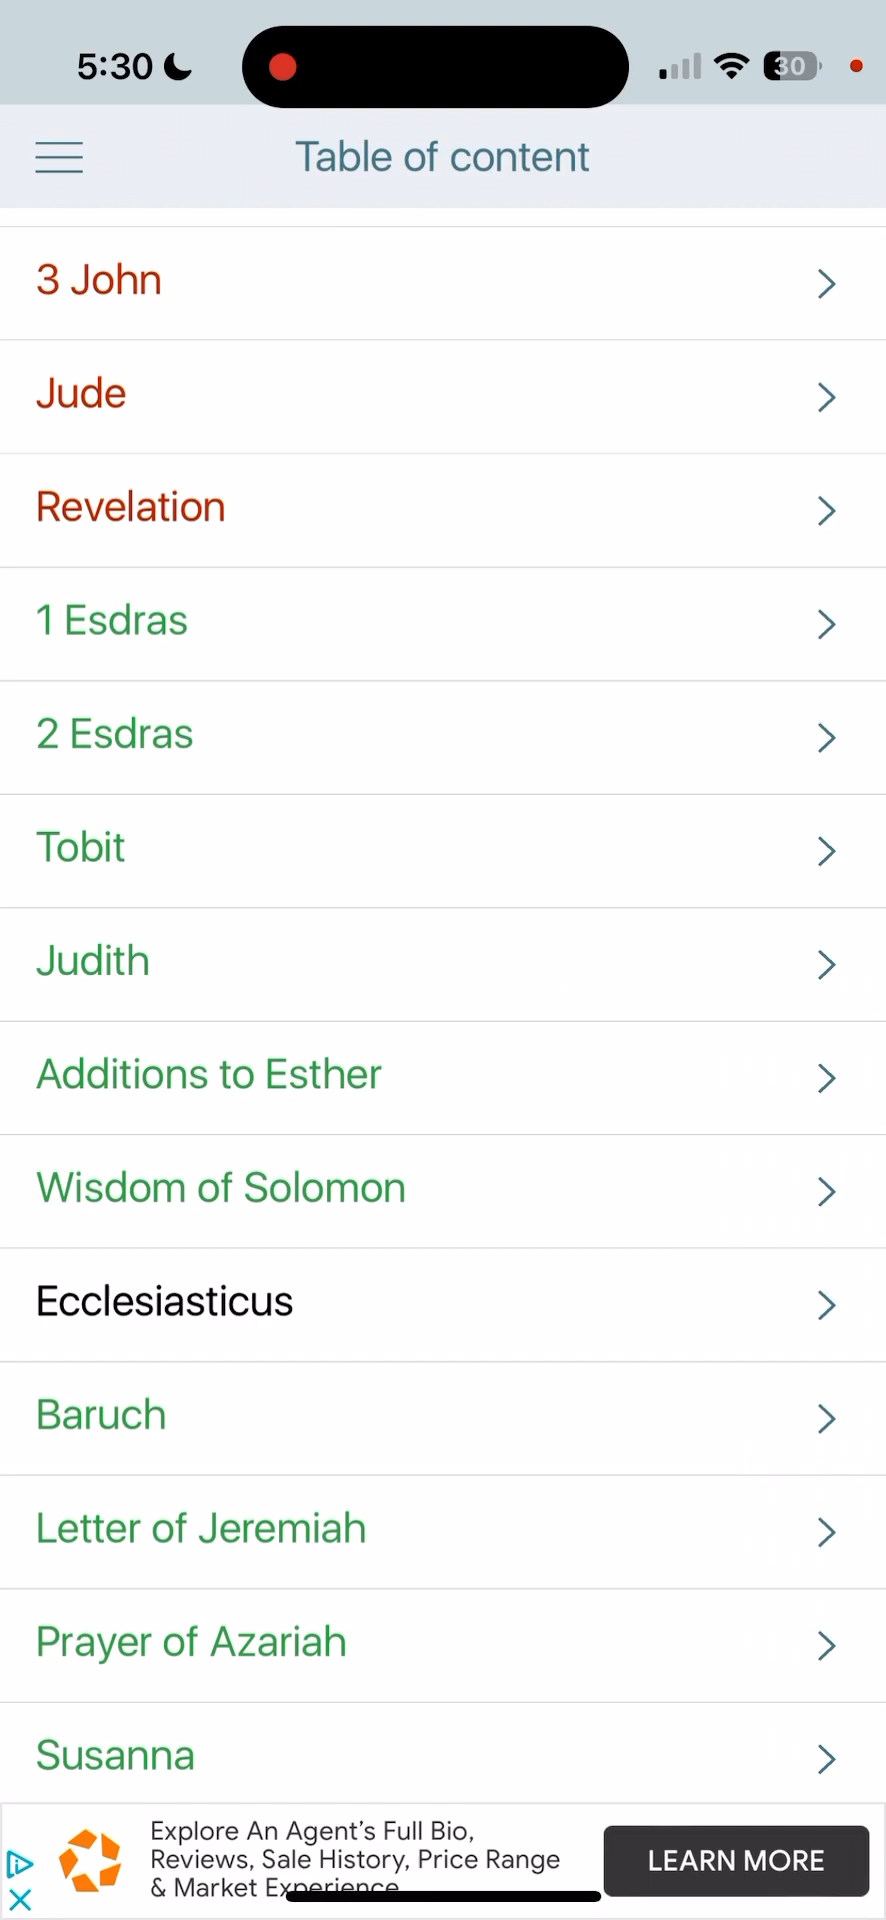 5:30
30
Table of content
3 John
Jude
Revelation
1 Esdras
2 Esdras
Tobit
Judith
Additions to Esther
Wisdom of Solomon
Ecclesiasticus
Baruch
Letter of Jeremiah
Prayer of Azariah
Susanna
Explore An Agent’s Full Bio,
Reviews, Sale History, Price Range
& Market Experience
LEARN MORE